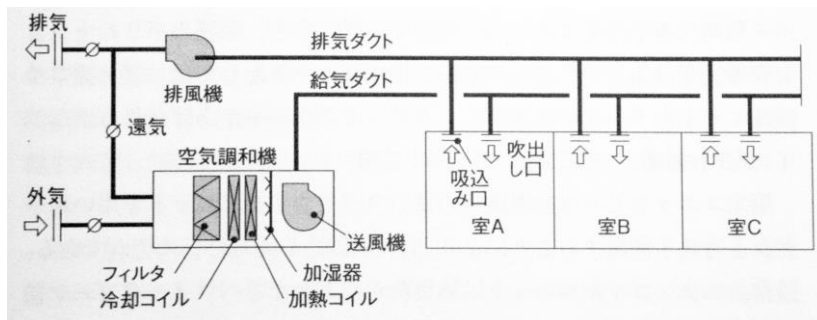 排気
排風機
排気ダクト
給気ダクト
還気
空気調和機
外気
送風機
フィルタ
冷却コイル
加湿器
加熱コイル
吸込
み口
吹出
し口
室A
室B
室C